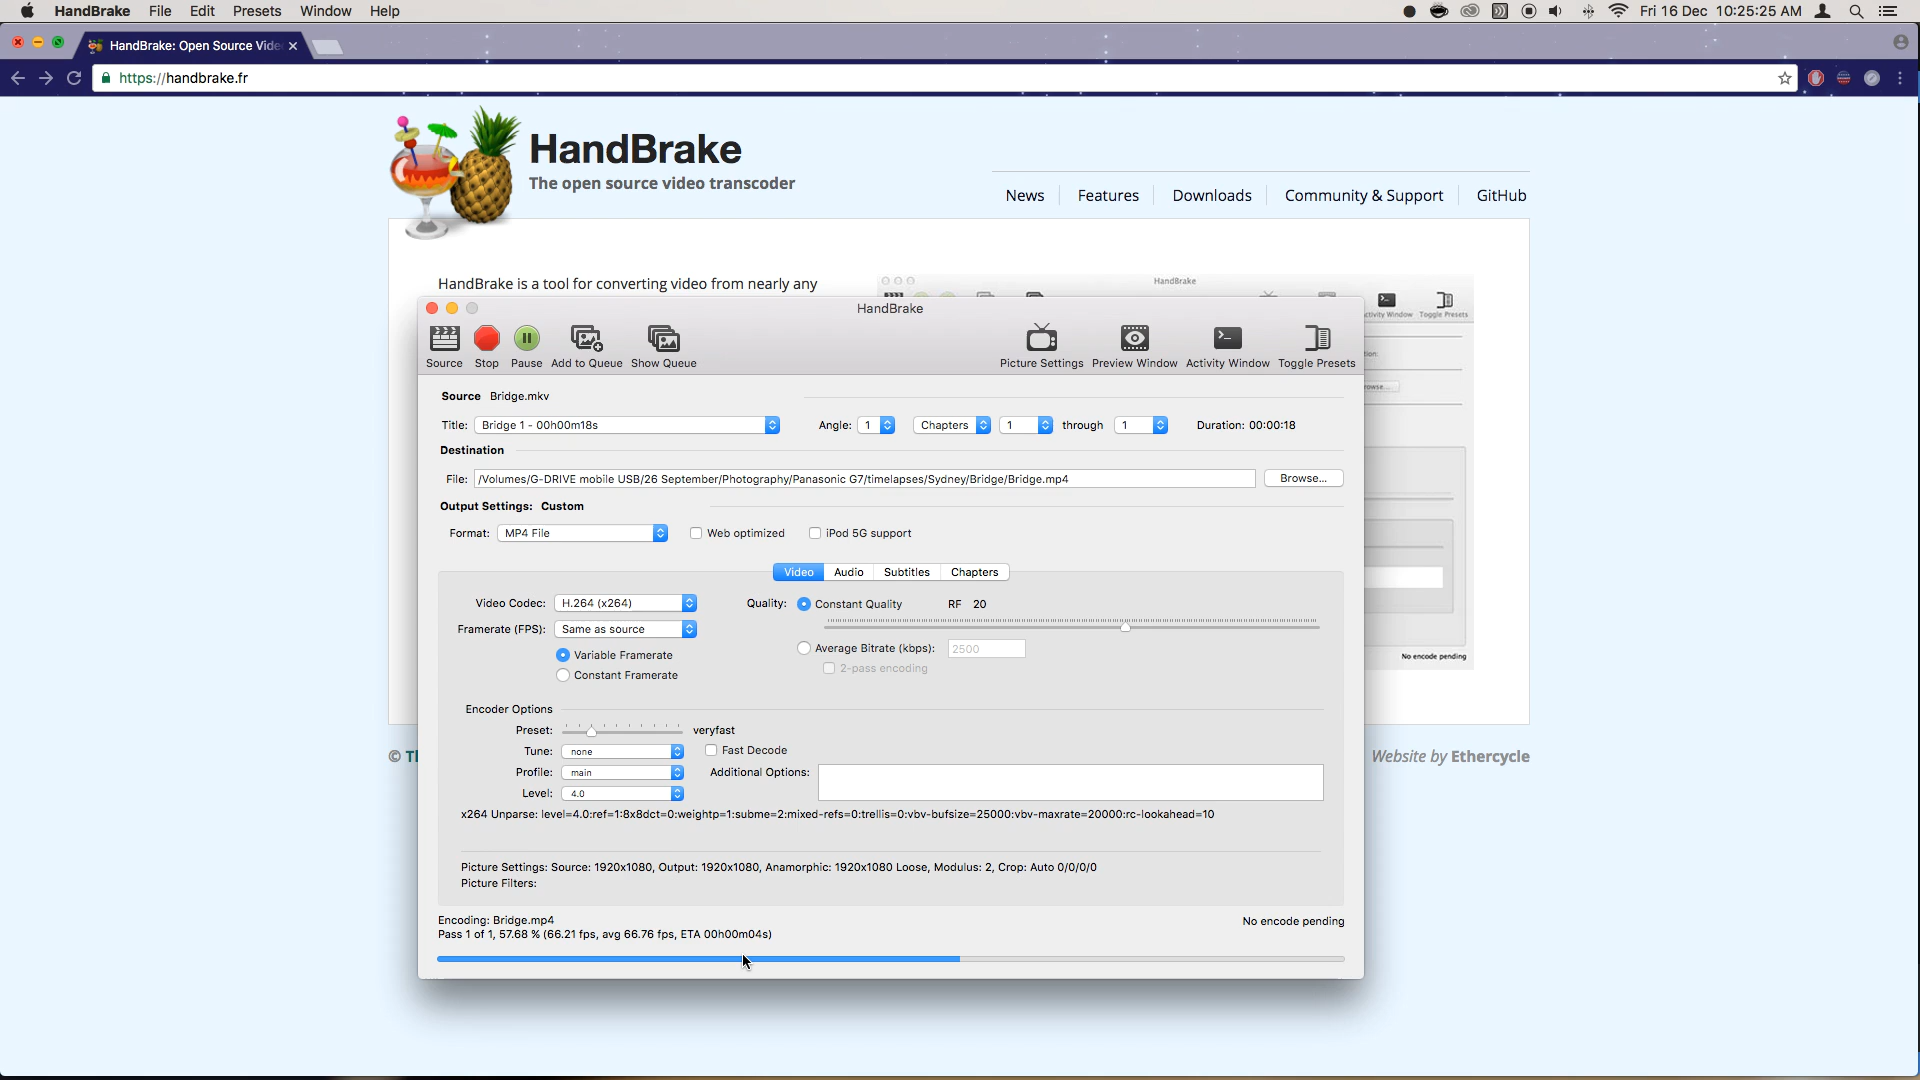 HandBrake File Edit Presets Window Help Fri 16 Dec 10:25:25 AM
HandBrake: Open Source Vide
https://handbrake.fr
HandBrake
The open source video transcoder
News Features Downloads Community & Support GitHub
HandBrake is a tool for converting video from nearly any
HandBrake
Activity Window Toggle Presets
HandBrake
Source Stop Pause Add to Queue Show Queue Picture Settings Preview Window Activity Window Toggle Presets
Source Bridge.mkv
Title: Bridge 1 - 00h00m18s Angle: 1 Chapters 1 through 1 Duration: 00:00:18
Destination
File: /Volumes/G-DRIVE mobile USB/26 September/Photography/Panasonic G7/timelapses/Sydney/Bridge/Bridge.mp4 Browse...
Output Settings: Custom
Format: MP4 File Web optimized iPod 5G support
Video Audio Subtitles Chapters
Video Codec: H.264 (x264) Quality: Constant Quality RF 20
Framerate (FPS): Same as source
Variable Framerate Average Bitrate (kbps): 2500
Constant Framerate 2-pass encoding
No encode pending
Encoder Options
Preset: veryfast
Tune: none Fast Decode
Profile: main Additional Options:
Level: 4.0
x264 Unparse: level=4.0:ref=1:8x8dct=0:weightp=1:subme=2:mixed-refs=0:trellis=0:vbv-bufsize=25000:vbv-maxrate=20000:rc-lookahead=10
Picture Settings: Source: 1920x1080, Output: 1920x1080, Anamorphic: 1920x1080 Loose, Modulus: 2, Crop: Auto 0/0/0/0
Picture Filters:
© Website by Ethercycle
Encoding: Bridge.mp4 No encode pending
Pass 1 of 1, 57.68 % (66.21 fps, avg 66.76 fps, ETA 00h00m04s)